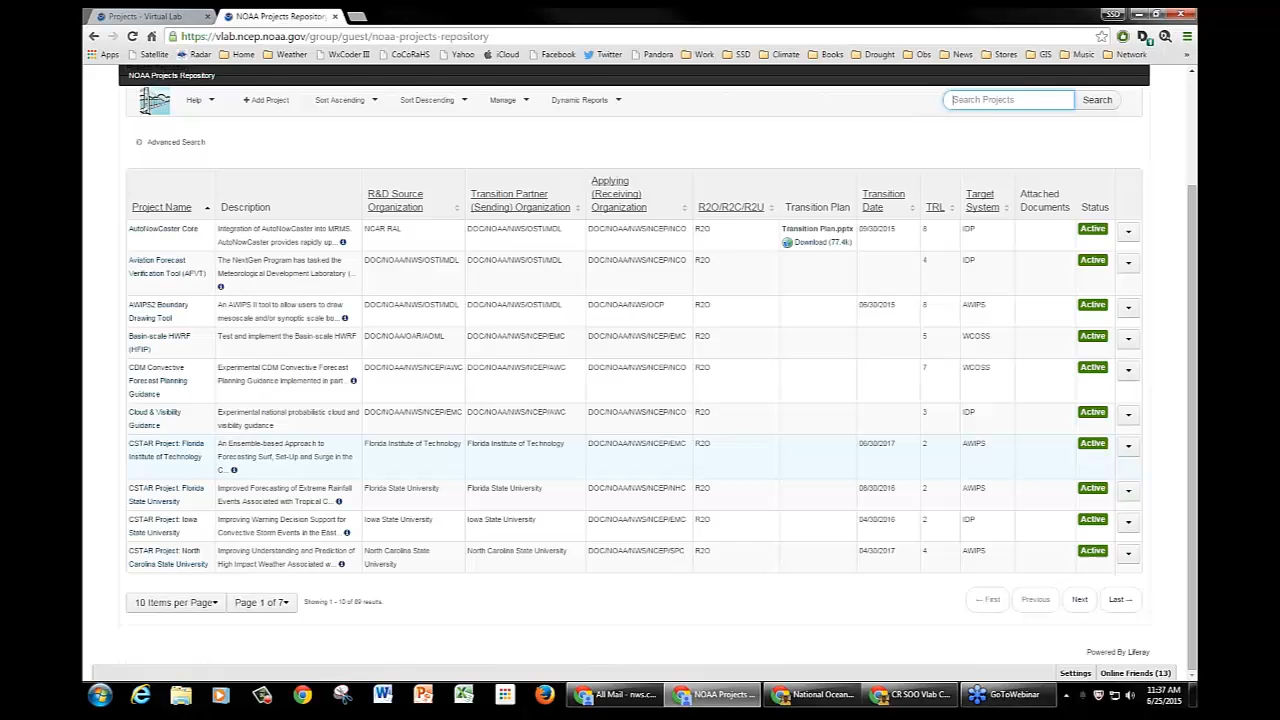 Projects - Virtual Lab
NOAA Projects Repository
SSD
https://vlab.ncep.noaa.gov/group/guest/noaa-projects-repository
Apps Satellite Radar Home Weather WxCoder III CoCoRaHS Yahoo iCloud Facebook Twitter Pandora Work SSD Climate Books Drought Obs News Stores GIS Music Network »
NOAA Projects Repository
Help + Add Project Sort Ascending Sort Descending Manage Dynamic Reports Search Projects Search
Advanced Search
Project Name Description R&D Source Organization Transition Partner (Sending) Organization Applying (Receiving) Organization R2O/R2C/R2U Transition Plan Transition Date TRL Target System Attached Documents Status
AutoNowCaster Core Integration of AutoNowCaster into MRMS. AutoNowCaster provides rapidly up... NCAR RAL DOC/NOAA/NWS/OSTI/MDL DOC/NOAA/NWS/NCEP/NCO R2O Transition Plan.pptx Download (77.4k) 09/30/2015 8 IDP Active
Aviation Forecast Verification Tool (AFVT) The NextGen Program has tasked the Meteorological Development Laboratory (... DOC/NOAA/NWS/OSTI/MDL DOC/NOAA/NWS/OSTI/MDL DOC/NOAA/NWS/NCEP/NCO R2O 4 IDP Active
AWIPS2 Boundary Drawing Tool An AWIPS II tool to allow users to draw mesoscale and/or synoptic scale bo... DOC/NOAA/NWS/OSTI/MDL DOC/NOAA/NWS/OSTI/MDL DOC/NOAA/NWS/OCP R2O 06/30/2015 8 AWIPS Active
Basin-scale HWRF (HFIP) Test and implement the Basin-scale HWRF DOC/NOAA/OAR/AOML DOC/NOAA/NWS/NCEP/EMC DOC/NOAA/NWS/NCEP/EMC R2O 5 WCOSS Active
CDM Convective Forecast Planning Guidance Experimental CDM Convective Forecast Planning Guidance implemented in part... DOC/NOAA/NWS/NCEP/AWC DOC/NOAA/NWS/NCEP/AWC DOC/NOAA/NWS/NCEP/NCO R2O 7 WCOSS Active
Cloud & Visibility Guidance Experimental national probabilistic cloud and visibility guidance DOC/NOAA/NWS/NCEP/EMC DOC/NOAA/NWS/NCEP/AWC DOC/NOAA/NWS/NCEP/NCO R2O 3 IDP Active
CSTAR Project: Florida Institute of Technology An Ensemble-based Approach to Forecasting Surf, Set-Up and Surge in the C... Florida Institute of Technology Florida Institute of Technology DOC/NOAA/NWS/NCEP/EMC R2O 06/30/2017 2 AWIPS Active
CSTAR Project: Florida State University Improved Forecasting of Extreme Rainfall Events Associated with Tropical C... Florida State University Florida State University DOC/NOAA/NWS/NCEP/NHC R2O 2 AWIPS Active
CSTAR Project: Iowa State University Improving Warning Decision Support for Convective Storm Events in the East... Iowa State University Iowa State University DOC/NOAA/NWS/NCEP/EMC R2O 04/30/2016 2 IDP Active
CSTAR Project: North Carolina State University Improving Understanding and Prediction of High Impact Weather Associated w... North Carolina State University North Carolina State University DOC/NOAA/NWS/NCEP/SPC R2O 04/30/2017 4 AWIPS Active
10 Items per Page Page 1 of 7 Showing 1 - 10 of 69 results. ← First Previous Next Last →
Powered By Liferay
Settings Online Friends (13)
All Mail - nws.c... NOAA Projects ... National Ocean... CR SOO Vlab C... GoToWebinar 11:37 AM
6/25/2015